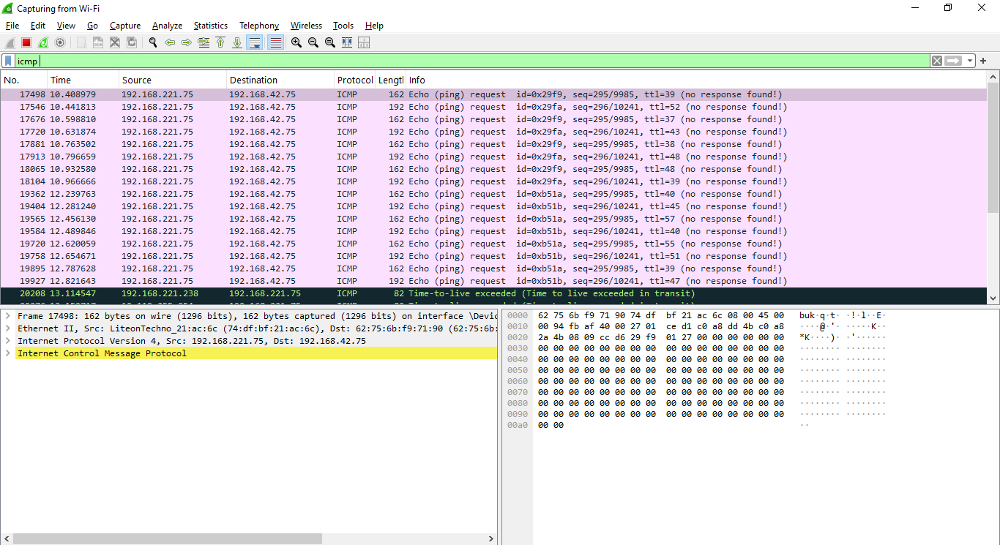 Capturing from Wi-Fi
File Edit View Go Capture Analyze Statistics Telephony Wireless Tools Help
icmp
No. Time Source Destination Protocol Lengtl Info
17498 10.408979 192.168.221.75 192.168.42.75 ICMP 162 Echo (ping) request id=0x29f9, seq=295/9985, ttl=39 (no response found!)
17546 10.441813 192.168.221.75 192.168.42.75 ICMP 192 Echo (ping) request id=0x29fa, seq=296/10241, ttl=52 (no response found!)
17676 10.598810 192.168.221.75 192.168.42.75 ICMP 162 Echo (ping) request id=0x29f9, seq=295/9985, ttl=37 (no response found!)
17720 10.631874 192.168.221.75 192.168.42.75 ICMP 192 Echo (ping) request id=0x29fa, seq=296/10241, ttl=43 (no response found!)
17881 10.763502 192.168.221.75 192.168.42.75 ICMP 162 Echo (ping) request id=0x29f9, seq=295/9985, ttl=38 (no response found!)
17913 10.796659 192.168.221.75 192.168.42.75 ICMP 192 Echo (ping) request id=0x29fa, seq=296/10241, ttl=48 (no response found!)
18065 10.932580 192.168.221.75 192.168.42.75 ICMP 162 Echo (ping) request id=0x29f9, seq=295/9985, ttl=48 (no response found!)
18104 10.966666 192.168.221.75 192.168.42.75 ICMP 192 Echo (ping) request id=0x29fa, seq=296/10241, ttl=39 (no response found!)
19362 12.239763 192.168.221.75 192.168.42.75 ICMP 162 Echo (ping) request id=0xb51a, seq=295/9985, ttl=40 (no response found!)
19404 12.281240 192.168.221.75 192.168.42.75 ICMP 192 Echo (ping) request id=0xb51b, seq=296/10241, ttl=45 (no response found!)
19565 12.456130 192.168.221.75 192.168.42.75 ICMP 162 Echo (ping) request id=0xb51a, seq=295/9985, ttl=57 (no response found!)
19584 12.489846 192.168.221.75 192.168.42.75 ICMP 192 Echo (ping) request id=0xb51b, seq=296/10241, ttl=40 (no response found!)
19720 12.620059 192.168.221.75 192.168.42.75 ICMP 162 Echo (ping) request id=0xb51a, seq=295/9985, ttl=55 (no response found!)
19758 12.654671 192.168.221.75 192.168.42.75 ICMP 192 Echo (ping) request id=0xb51b, seq=296/10241, ttl=51 (no response found!)
19895 12.787628 192.168.221.75 192.168.42.75 ICMP 162 Echo (ping) request id=0xb51a, seq=295/9985, ttl=39 (no response found!)
19927 12.821643 192.168.221.75 192.168.42.75 ICMP 192 Echo (ping) request id=0xb51b, seq=296/10241, ttl=47 (no response found!)
20208 13.114547 192.168.221.238 192.168.221.75 ICMP 82 Time-to-live exceeded (Time to live exceeded in transit)
Frame 17498: 162 bytes on wire (1296 bits), 162 bytes captured (1296 bits) on interface \Devic
Ethernet II, Src: LiteonTechno_21:ac:6c (74:df:bf:21:ac:6c), Dst: 62:75:6b:f9:71:90 (62:75:6b:
Internet Protocol Version 4, Src: 192.168.221.75, Dst: 192.168.42.75
Internet Control Message Protocol
0000 62 75 6b f9 71 90 74 df bf 21 ac 6c 08 00 45 00 buk·q·t· ·!·l··E·
0010 00 94 fb af 40 00 27 01 ce d1 c0 a8 dd 4b c0 a8 ····@·'· ·····K··
0020 2a 4b 08 09 cc d6 29 f9 01 27 00 00 00 00 00 00 *K····)· ·'······
0030 00 00 00 00 00 00 00 00 00 00 00 00 00 00 00 00 ········ ········
0040 00 00 00 00 00 00 00 00 00 00 00 00 00 00 00 00 ········ ········
0050 00 00 00 00 00 00 00 00 00 00 00 00 00 00 00 00 ········ ········
0060 00 00 00 00 00 00 00 00 00 00 00 00 00 00 00 00 ········ ········
0070 00 00 00 00 00 00 00 00 00 00 00 00 00 00 00 00 ········ ········
0080 00 00 00 00 00 00 00 00 00 00 00 00 00 00 00 00 ········ ········
0090 00 00 00 00 00 00 00 00 00 00 00 00 00 00 00 00 ········ ········
00a0 00 00 ··